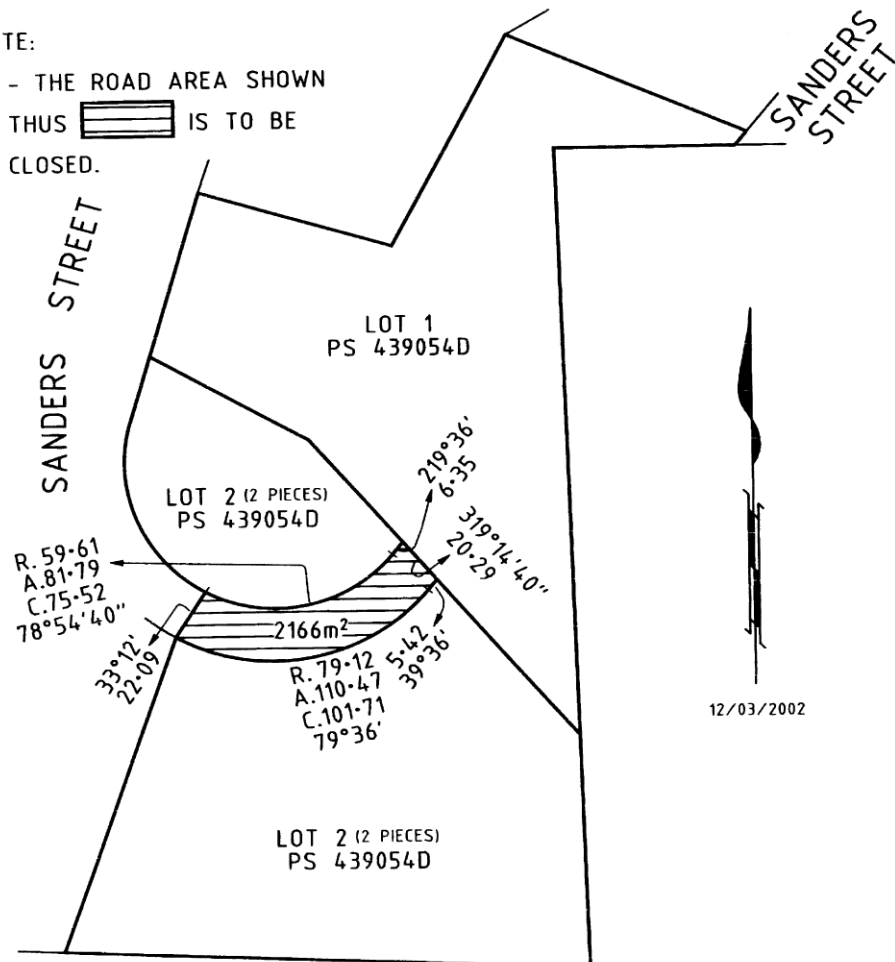 TE:
- THE ROAD AREA SHOWN
THUS IS TO BE
CLOSED.
SANDERS
STREET
SANDERS STREET
LOT 1
PS 439054D
219°36'
6·35
319°14'40"
20·29
LOT 2 (2 PIECES)
PS 439054D
R. 59·61
A.81·79
C.75·52
78°54'40"
33°12'
22·09
2166m²
R. 79·12
A.110·47
C.101·71
79°36'
5·42
39°36'
12/03/2002
LOT 2 (2 PIECES)
PS 439054D